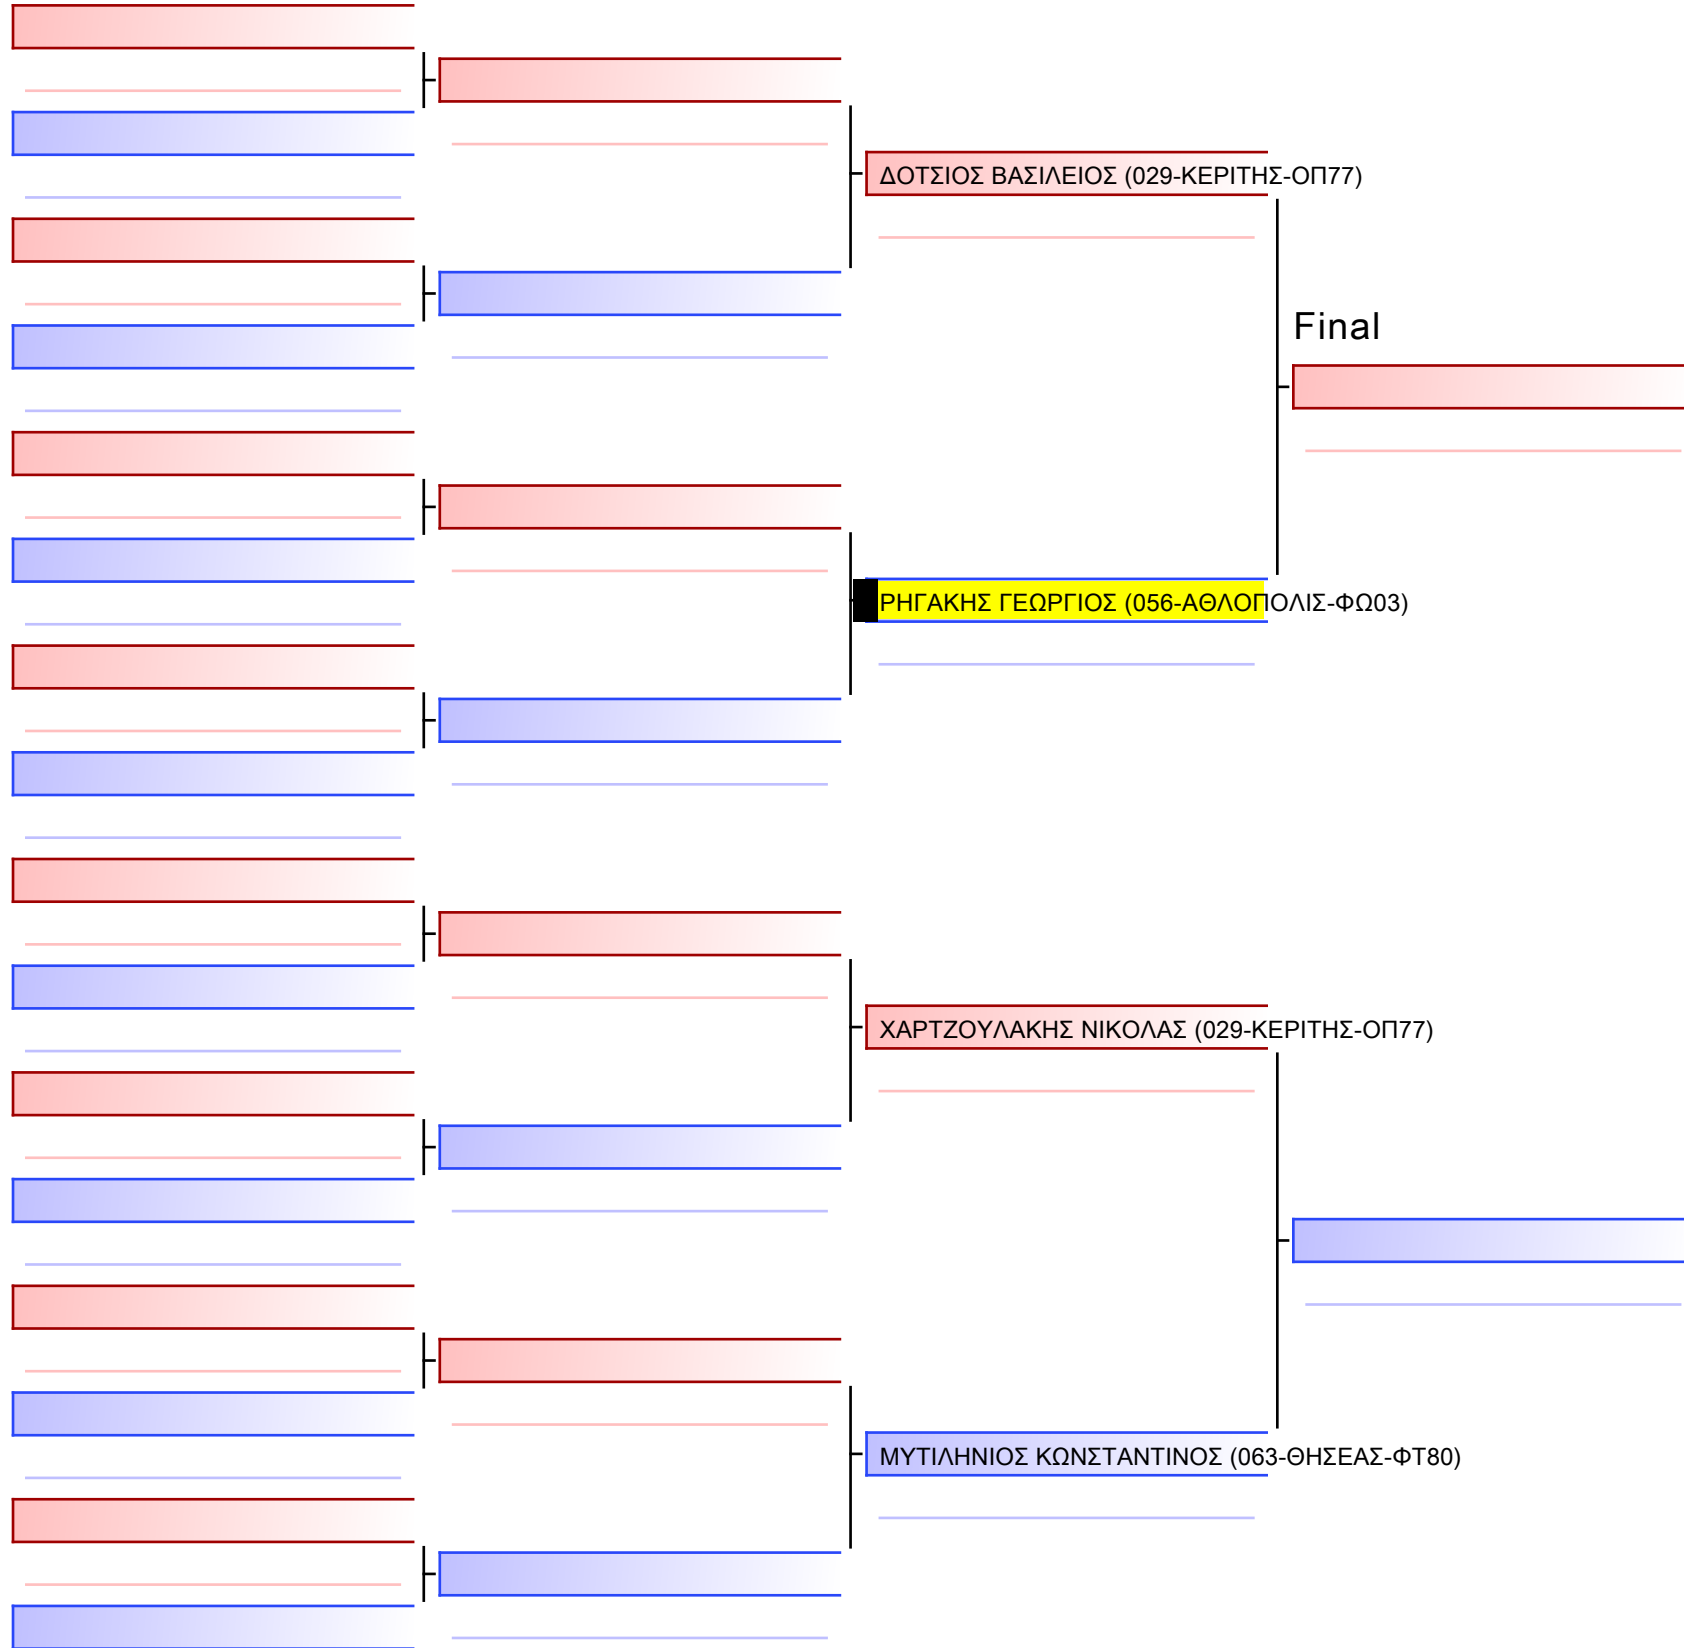 ΔΟΤΣΙΟΣ ΒΑΣΙΛΕΙΟΣ (029-ΚΕΡΙΤΗΣ-ΟΠ77)
Final
ΡΗΓΑΚΗΣ ΓΕΩΡΓΙΟΣ (056-ΑΘΛΟΠΟΛΙΣ-ΦΩ03)
ΧΑΡΤΖΟΥΛΑΚΗΣ ΝΙΚΟΛΑΣ (029-ΚΕΡΙΤΗΣ-ΟΠ77)
ΜΥΤΙΛΗΝΙΟΣ ΚΩΝΣΤΑΝΤΙΝΟΣ (063-ΘΗΣΕΑΣ-ΦΤ80)